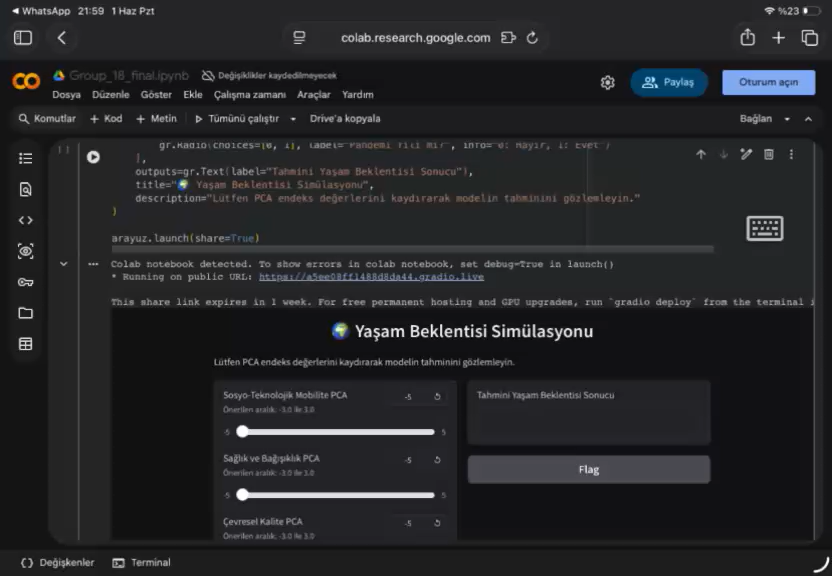 WhatsApp 21:59 1 Haz Pzt %23
colab.research.google.com
Group_18_final.ipynb Değişiklikler kaydedilmeyecek
Dosya Düzenle Göster Ekle Çalışma zamanı Araçlar Yardım
Paylaş Oturum açın
Komutlar + Kod + Metin Tümünü çalıştır Drive'a kopyala Bağlan
gr.Radio(choices=[0, 1], label="Pandemi Yılı mı?", info="0: Hayır, 1: Evet")
],
outputs=gr.Text(label="Tahmini Yaşam Beklentisi Sonucu"),
title="🌍 Yaşam Beklentisi Simülasyonu",
description="Lütfen PCA endeks değerlerini kaydırarak modelin tahminini gözlemleyin."
)
arayuz.launch(share=True)
Colab notebook detected. To show errors in colab notebook, set debug=True in launch()
* Running on public URL: https://a5ee08ff1488d8da44.gradio.live
This share link expires in 1 week. For free permanent hosting and GPU upgrades, run `gradio deploy` from the terminal i
🌍 Yaşam Beklentisi Simülasyonu
Lütfen PCA endeks değerlerini kaydırarak modelin tahminini gözlemleyin.
Sosyo-Teknolojik Mobilite PCA -5
Önerilen aralık: -3.0 ile 3.0
-5 5
Sağlık ve Bağışıklık PCA -5
Önerilen aralık: -3.0 ile 3.0
-5 5
Çevresel Kalite PCA -5
Önerilen aralık: -3.0 ile 3.0
Tahmini Yaşam Beklentisi Sonucu
Flag
Değişkenler Terminal